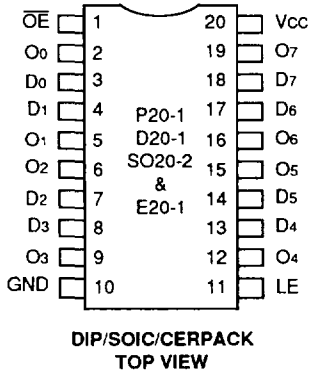 OE 1 20 Vcc
O0 2 19 O7
D0 3 18 D7
D1 4 17 D6
P20-1
O1 5 16 O6
D20-1
O2 6 SO20-2 15 O5
&
D2 7 14 D5
E20-1
D3 8 13 D4
O3 9 12 O4
GND 10 11 LE
DIP/SOIC/CERPACK
TOP VIEW